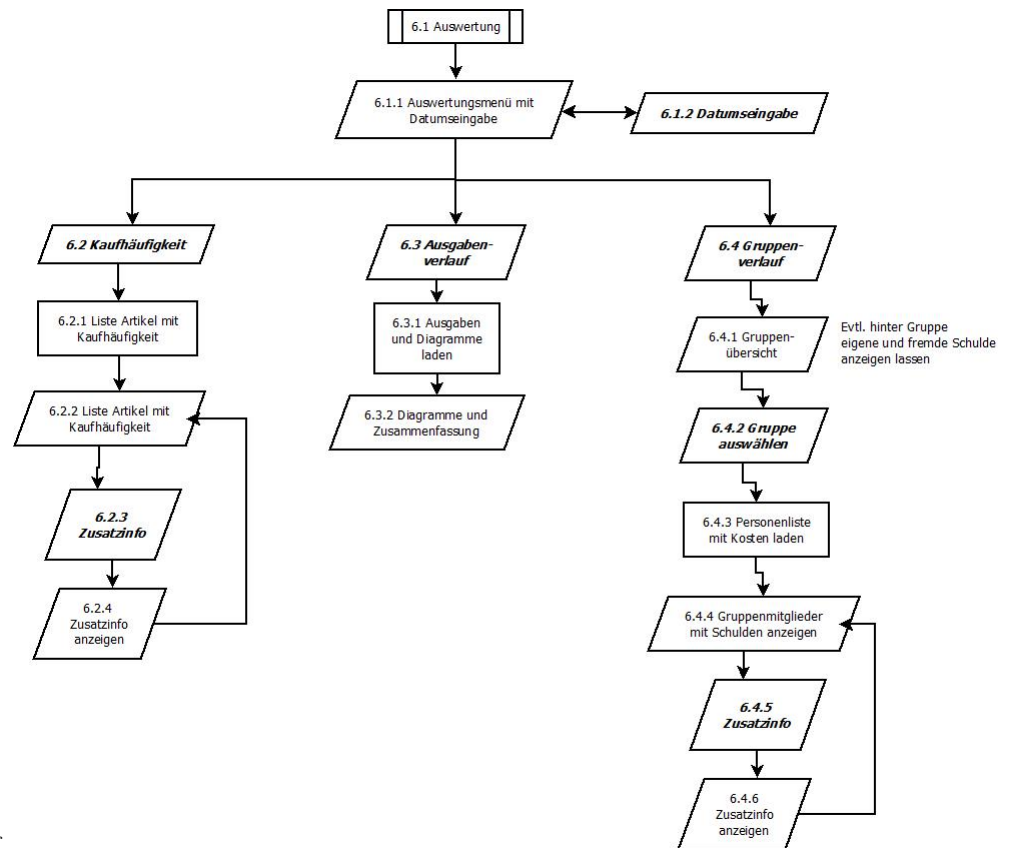 6.1 Auswertung
6.1.1 Auswertungsmenü mit
Datumseingabe
6.1.2 Datumseingabe
6.2 Kaufhäufigkeit
6.2.1 Liste Artikel mit
Kaufhäufigkeit
6.2.2 Liste Artikel mit
Kaufhäufigkeit
6.2.3
Zusatzinfo
6.2.4
Zusatzinfo
anzeigen
6.3 Ausgaben-
verlauf
6.3.1 Ausgaben
und Diagramme
laden
6.3.2 Diagramme und
Zusammenfassung
6.4 Gruppen-
verlauf
6.4.1 Gruppen-
übersicht
Evtl. hinter Gruppe
eigene und fremde Schulde
anzeigen lassen
6.4.2 Gruppe
auswählen
6.4.3 Personenliste
mit Kosten laden
6.4.4 Gruppenmitglieder
mit Schulden anzeigen
6.4.5
Zusatzinfo
6.4.6
Zusatzinfo
anzeigen